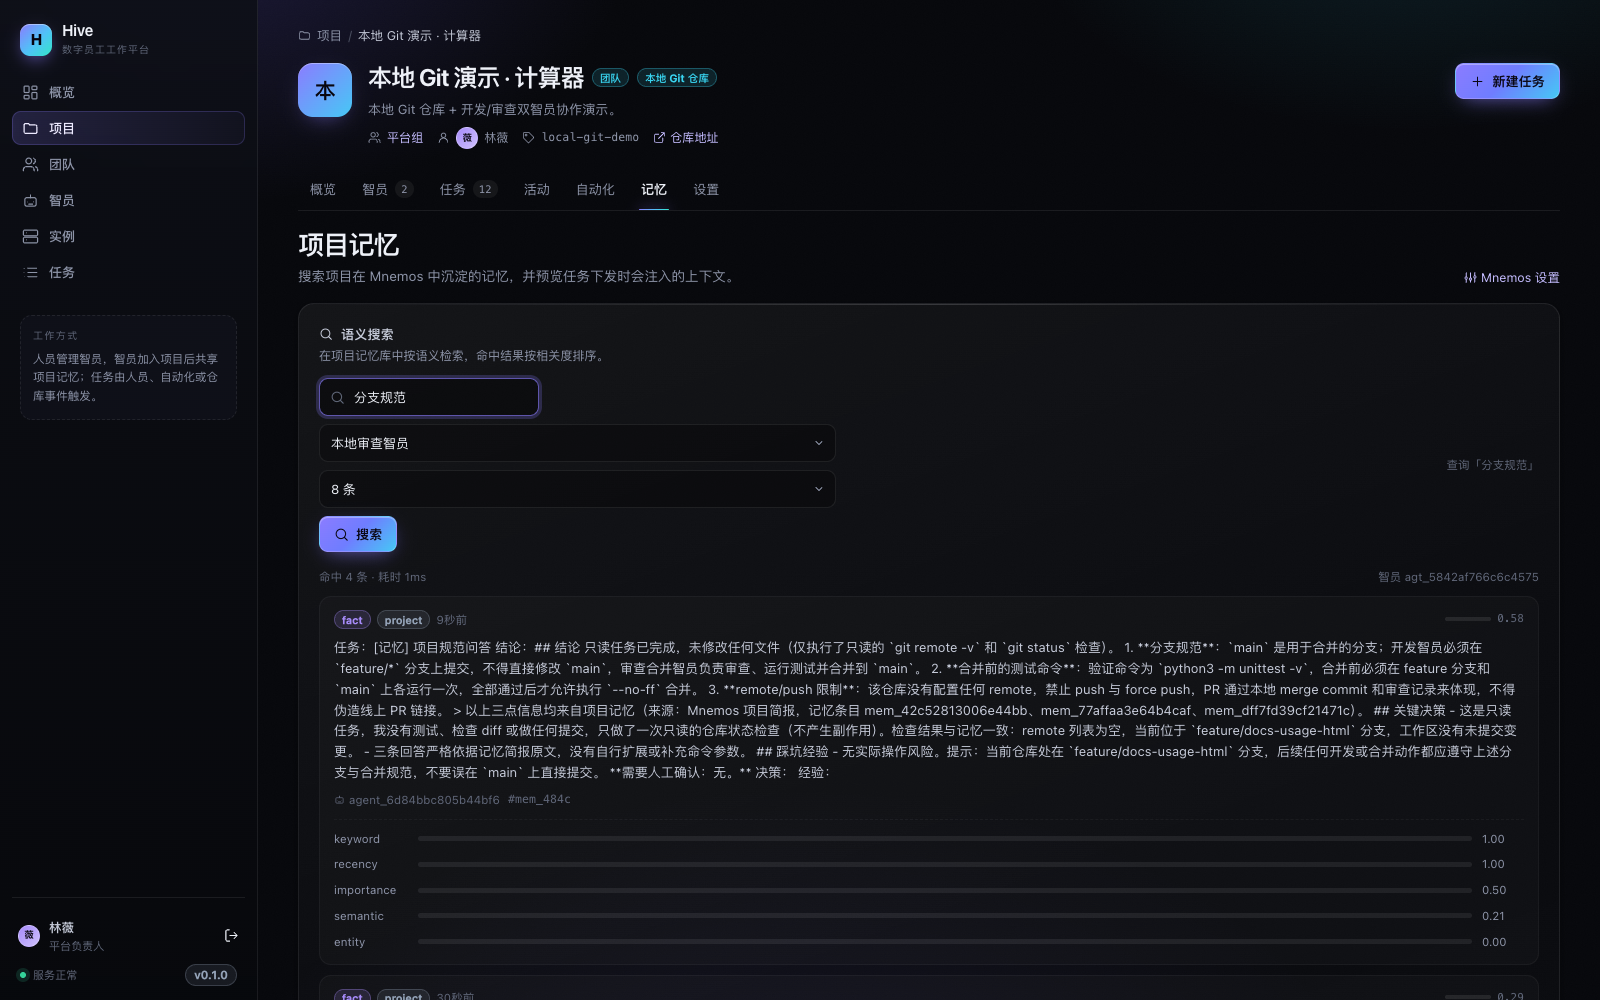 H
Hive
数字员工工作平台
概览
项目
团队
智员
实例
任务
工作方式
人员管理智员，智员加入项目后共享
项目记忆；任务由人员、自动化或仓
库事件触发。
薇
林薇
平台负责人
服务正常
v0.1.0
项目 / 本地 Git 演示 · 计算器
本
本地 Git 演示 · 计算器 团队 本地 Git 仓库
本地 Git 仓库 + 开发/审查双智员协作演示。
平台组 薇 林薇 local-git-demo 仓库地址
新建任务
概览 智员 2 任务 12 活动 自动化 记忆 设置
项目记忆
搜索项目在 Mnemos 中沉淀的记忆，并预览任务下发时会注入的上下文。
Mnemos 设置
语义搜索
在项目记忆库中按语义检索，命中结果按相关度排序。
分支规范
本地审查智员
8 条
查询「分支规范」
搜索
命中 4 条 · 耗时 1ms
智员 agt_5842af766c6c4575
fact project 9秒前 0.58
任务：[记忆] 项目规范问答 结论：## 结论 只读任务已完成，未修改任何文件（仅执行了只读的 `git remote -v` 和 `git status` 检查）。 1. **分支规范**：`main` 是用于合并的分支；开发智员必须在
`feature/*` 分支上提交，不得直接修改 `main`，审查合并智员负责审查、运行测试并合并到 `main`。 2. **合并前的测试命令**：验证命令为 `python3 -m unittest -v`，合并前必须在 feature 分支和
`main` 上各运行一次，全部通过后才允许执行 `--no-ff` 合并。 3. **remote/push 限制**：该仓库没有配置任何 remote，禁止 push 与 force push，PR 通过本地 merge commit 和审查记录来体现，不得
伪造线上 PR 链接。 > 以上三点信息均来自项目记忆（来源：Mnemos 项目简报，记忆条目 mem_42c52813006e44bb、mem_77affaa3e64b4caf、mem_dff7fd39cf21471c）。 ## 关键决策 - 这是只读
任务，我没有测试、检查 diff 或做任何提交，只做了一次只读的仓库状态检查（不产生副作用）。检查结果与记忆一致：remote 列表为空，当前位于 `feature/docs-usage-html` 分支，工作区没有未提交变
更。 - 三条回答严格依据记忆简报原文，没有自行扩展或补充命令参数。 ## 踩坑经验 - 无实际操作风险。提示：当前仓库处在 `feature/docs-usage-html` 分支，后续任何开发或合并动作都应遵守上述分
支与合并规范，不要误在 `main` 上直接提交。 **需要人工确认：无。** 决策： 经验：
agent_6d84bbc805b44bf6 #mem_484c
keyword 1.00
recency 1.00
importance 0.50
semantic 0.21
entity 0.00
fact project 30秒前 0.29